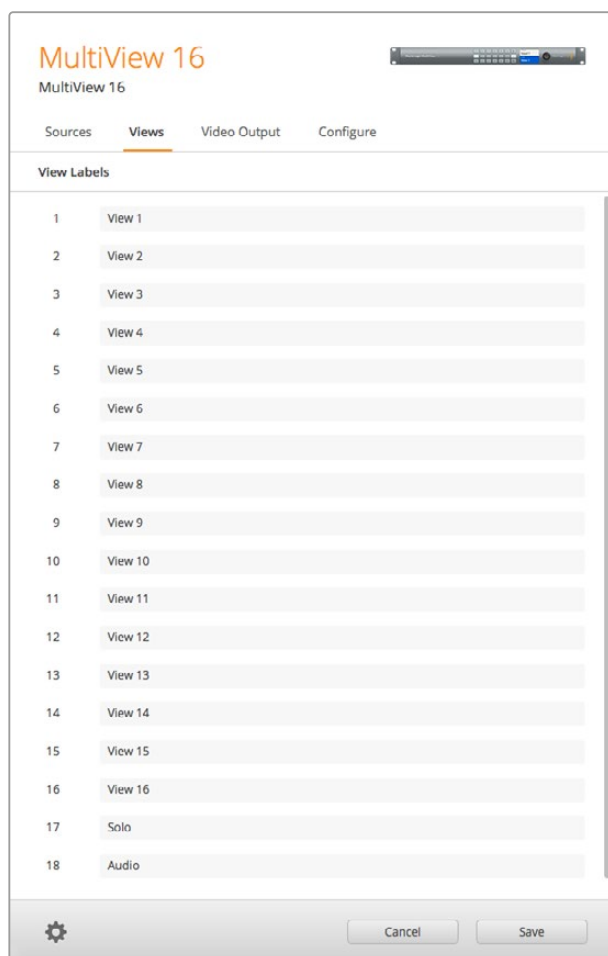 MultiView 16
MultiView 16
Sources Views Video Output Configure
View Labels
1 View 1
2 View 2
3 View 3
4 View 4
5 View 5
6 View 6
7 View 7
8 View 8
9 View 9
10 View 10
11 View 11
12 View 12
13 View 13
14 View 14
15 View 15
16 View 16
17 Solo
18 Audio
Cancel Save